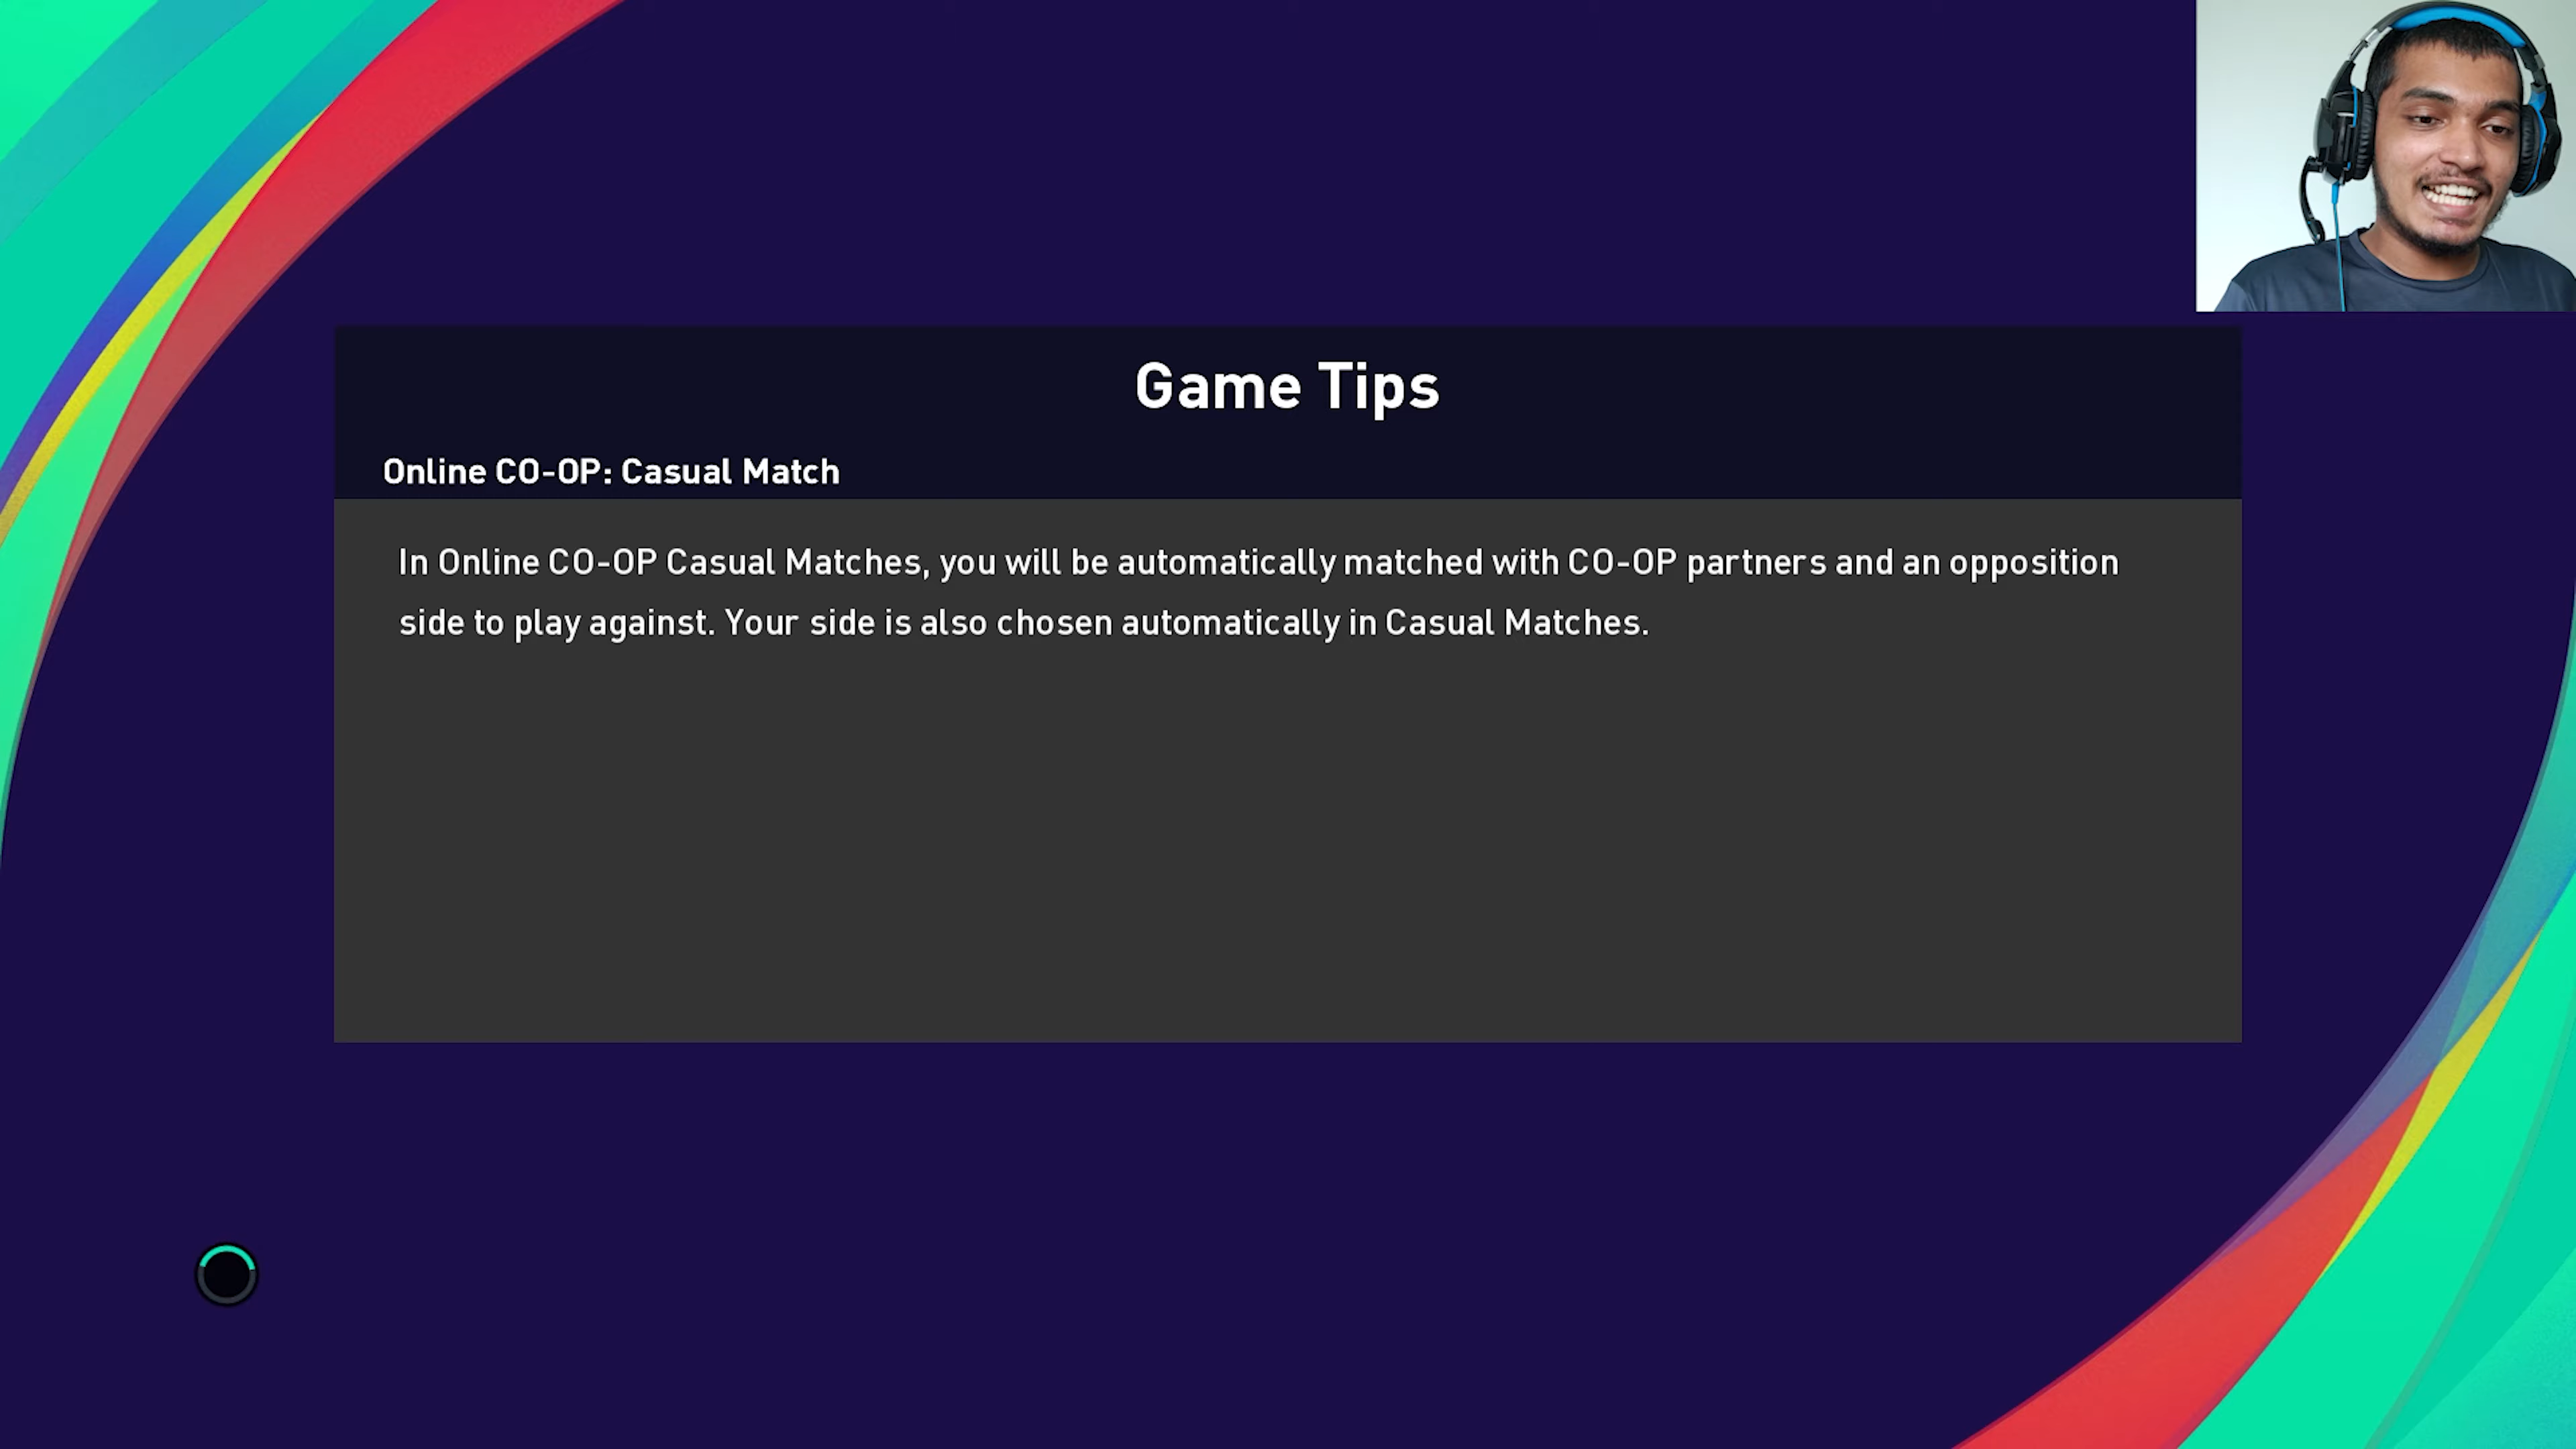 Game Tips
Online CO-OP: Casual Match
In Online CO-OP Casual Matches, you will be automatically matched with CO-OP partners and an opposition
side to play against. Your side is also chosen automatically in Casual Matches.